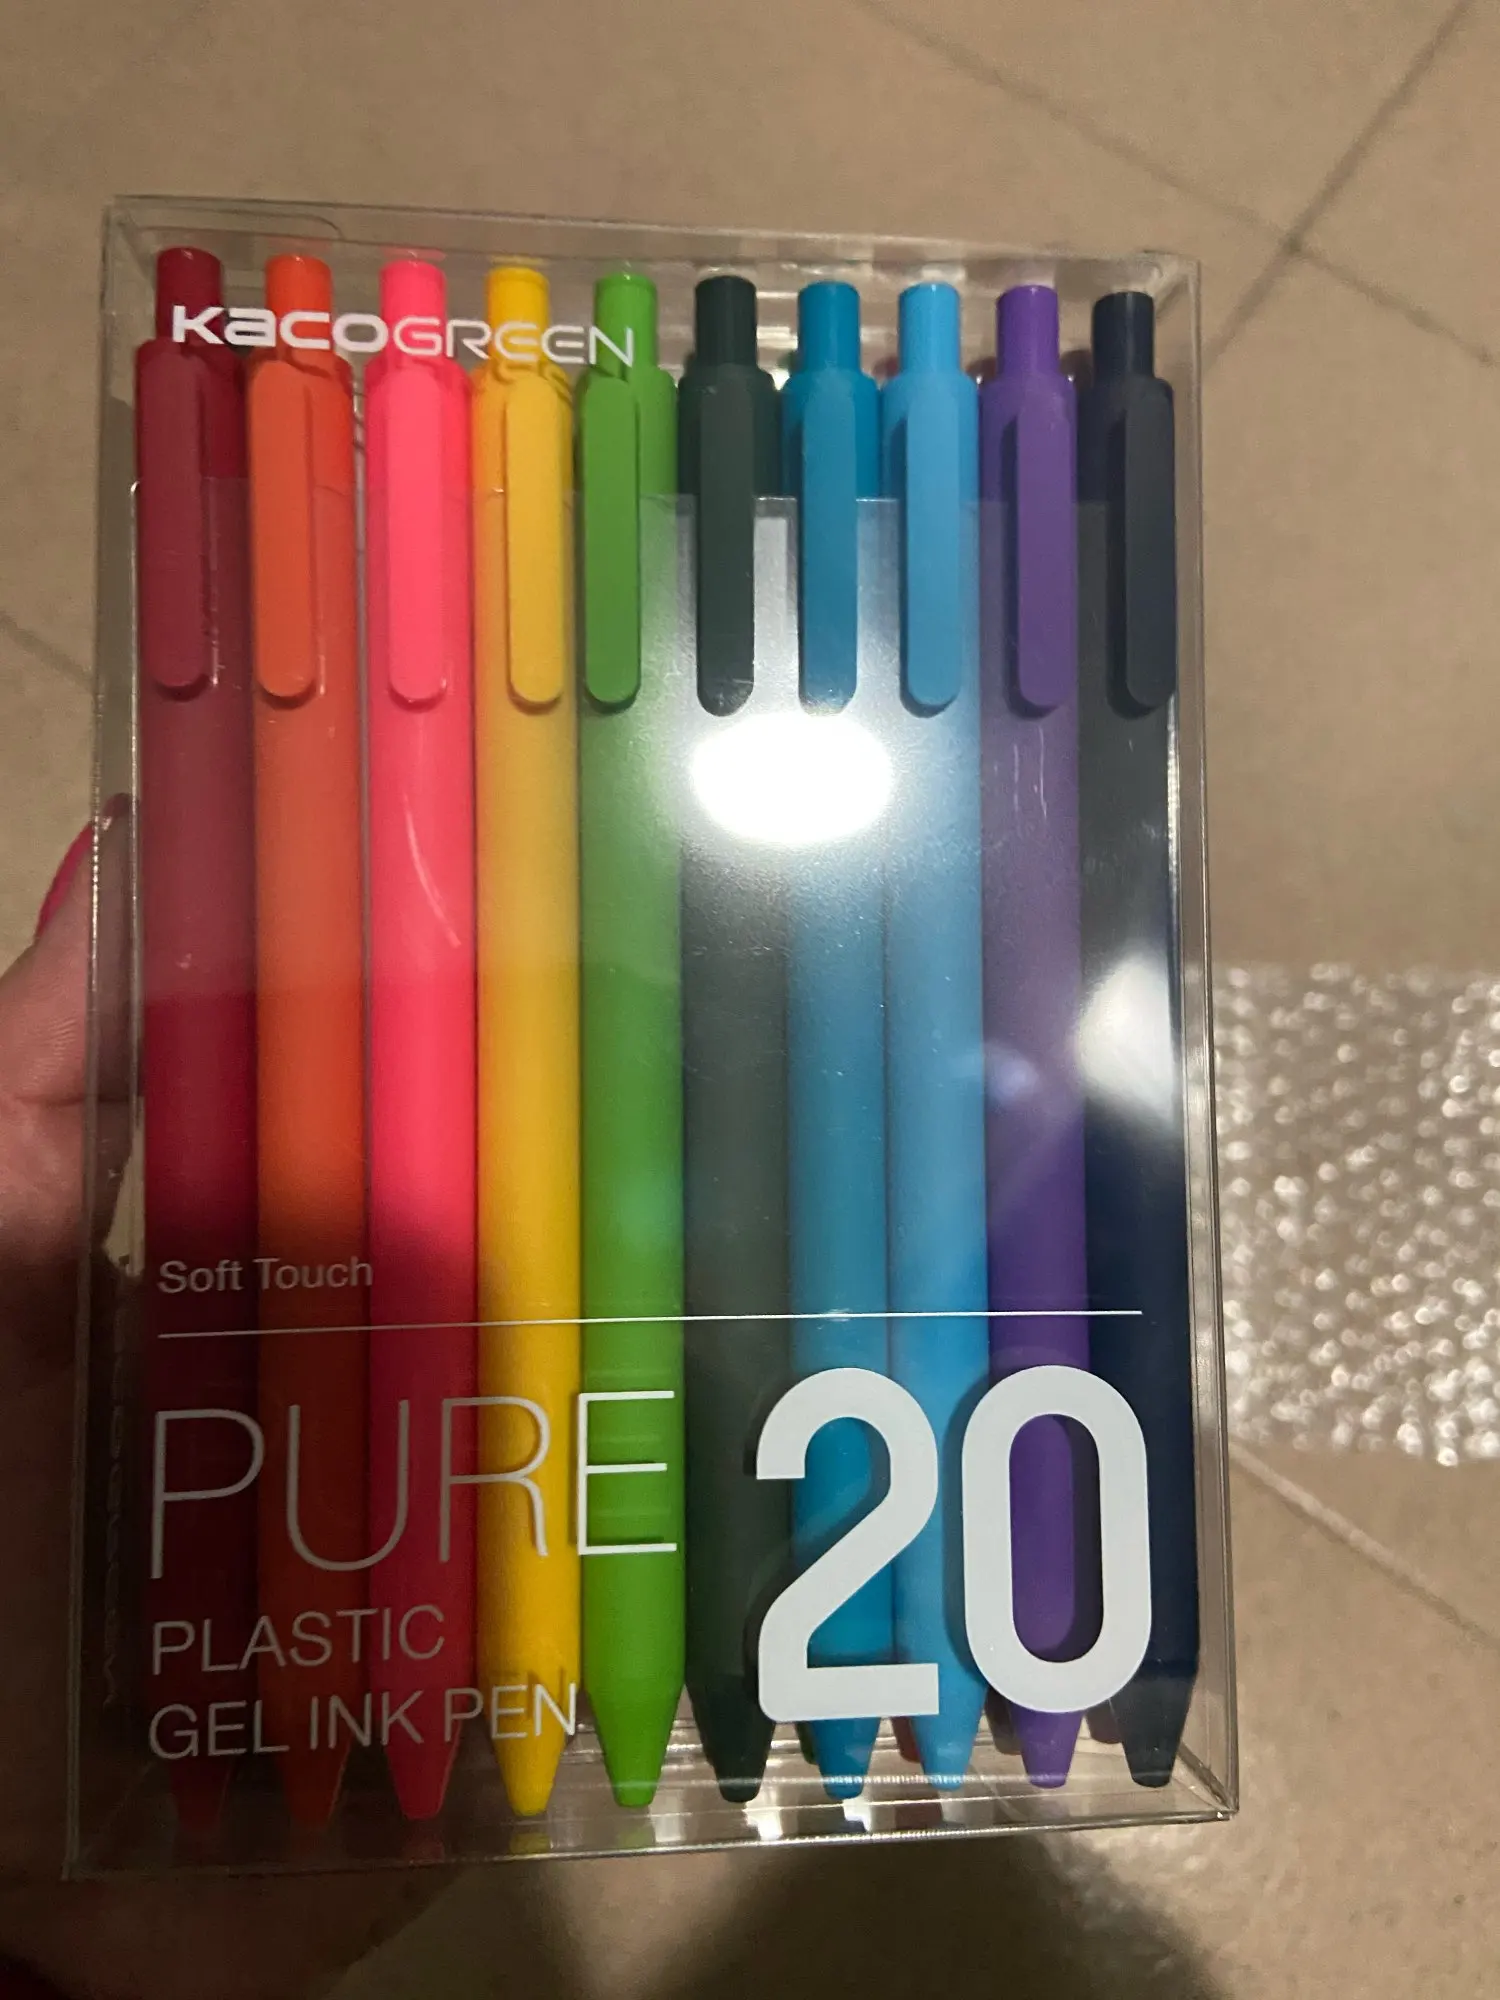 KACOGREEN
Soft Touch
PURE 20
PLASTIC
GEL INK PEN